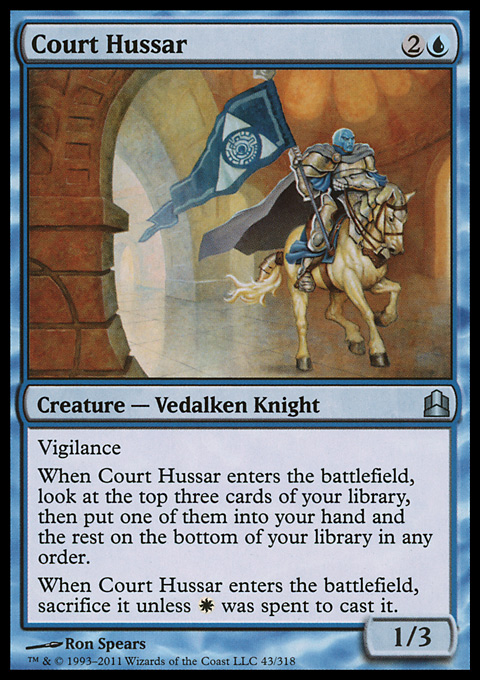 Court Hussar 2
Creature — Vedalken Knight
Vigilance
When Court Hussar enters the battlefield,
look at the top three cards of your library,
then put one of them into your hand and
the rest on the bottom of your library in any
order.
When Court Hussar enters the battlefield,
sacrifice it unless was spent to cast it.
1/3
Ron Spears
™ & © 1993–2011 Wizards of the Coast LLC 43/318